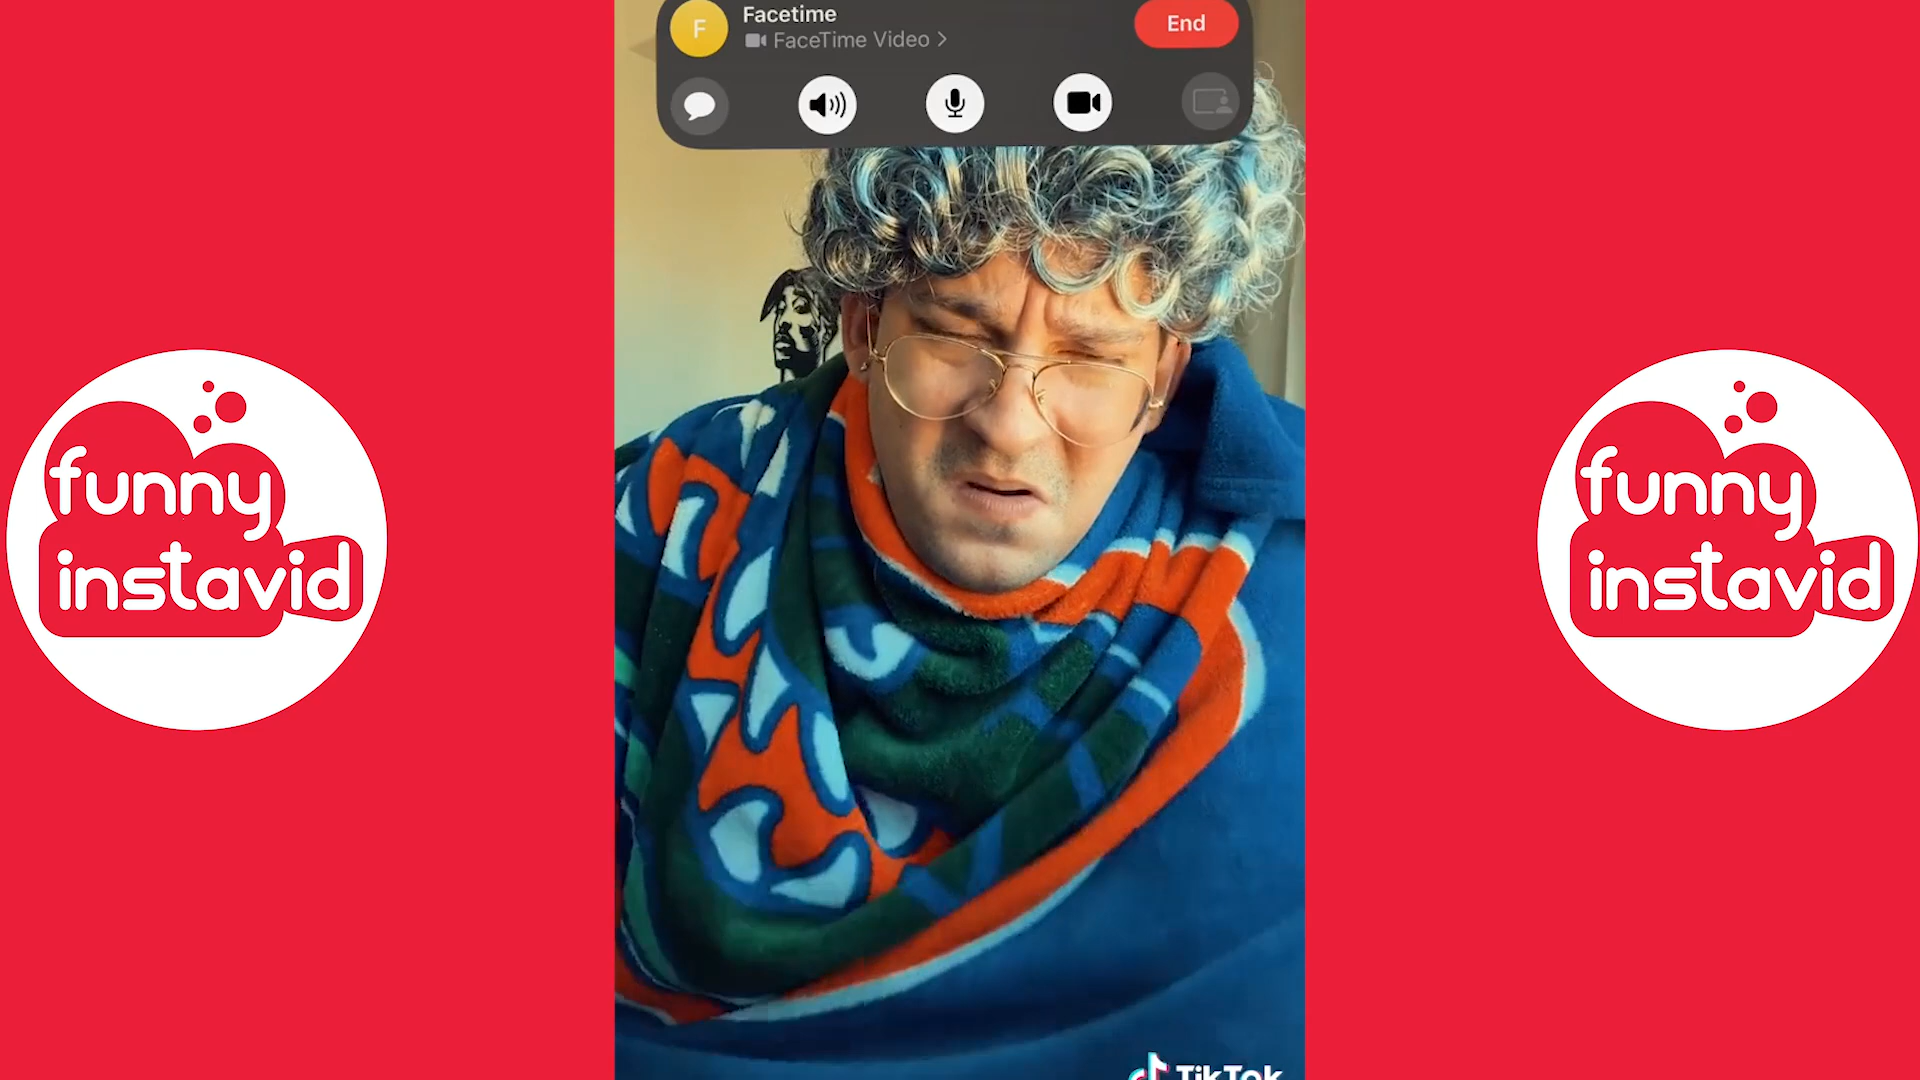 Facetime
F
FaceTime Video >
End
funny
instavid
funny
instavid
TikTok